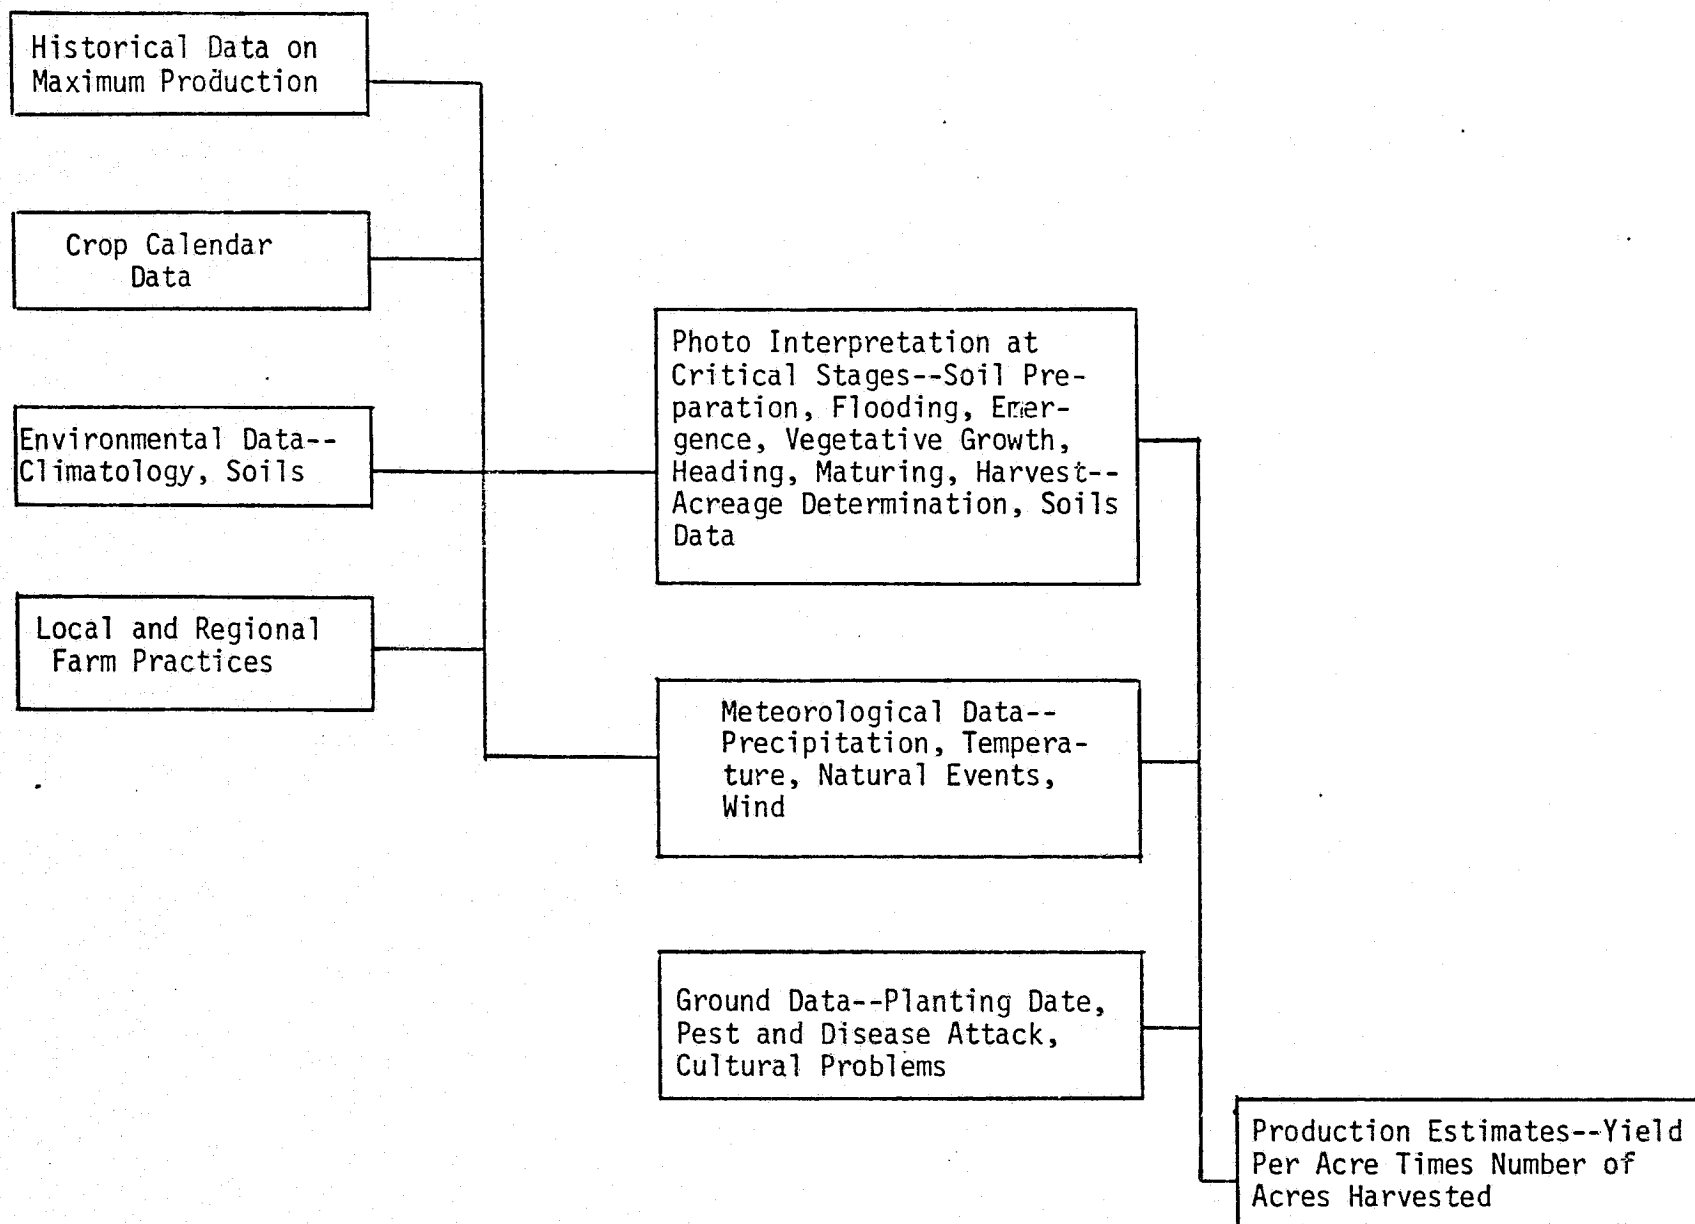 Historical Data on
Maximum Production
Crop Calendar
Data
Environmental Data--
Climatology, Soils
Local and Regional
Farm Practices
Photo Interpretation at
Critical Stages--Soil Pre-
paration, Flooding, Emer-
gence, Vegetative Growth,
Heading, Maturing, Harvest--
Acreage Determination, Soils
Data
Meteorological Data--
Precipitation, Tempera-
ture, Natural Events,
Wind
Ground Data--Planting Date,
Pest and Disease Attack,
Cultural Problems
Production Estimates--Yield
Per Acre Times Number of
Acres Harvested